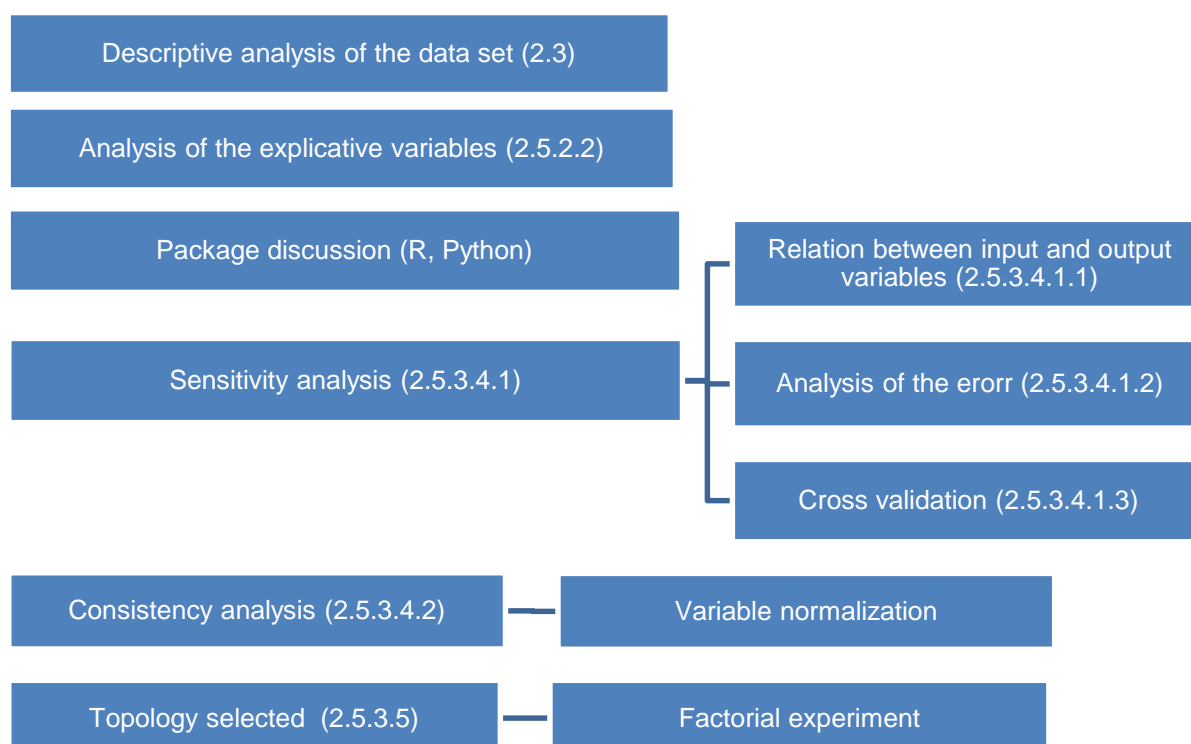 Descriptive analysis of the data set (2.3)
Analysis of the explicative variables (2.5.2.2)
Package discussion (R, Python)
Sensitivity analysis (2.5.3.4.1)
Relation between input and output
variables (2.5.3.4.1.1)
Analysis of the erorr (2.5.3.4.1.2)
Cross validation (2.5.3.4.1.3)
Consistency analysis (2.5.3.4.2)
Variable normalization
Topology selected (2.5.3.5)
Factorial experiment